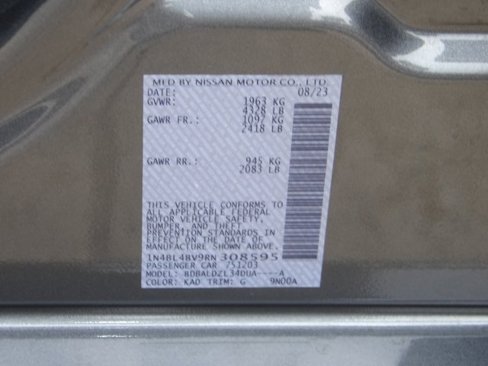 MFD BY NISSAN MOTOR CO., LTD.
DATE: 08/23
GVWR: 1963 KG
4328 LB
GAWR FR.: 1097 KG
2418 LB
GAWR RR.: 945 KG
2083 LB
THIS VEHICLE CONFORMS TO
ALL APPLICABLE FEDERAL
MOTOR VEHICLE SAFETY,
BUMPER, AND THEFT
PREVENTION STANDARDS IN
EFFECT ON THE DATE OF
MANUFACTURE SHOWN ABOVE.
1N4BL4BV9RN308595
PASSENGER CAR 751203
MODEL: BDBALDZL34DUA----A
COLOR: KAD TRIM: G 9N00A